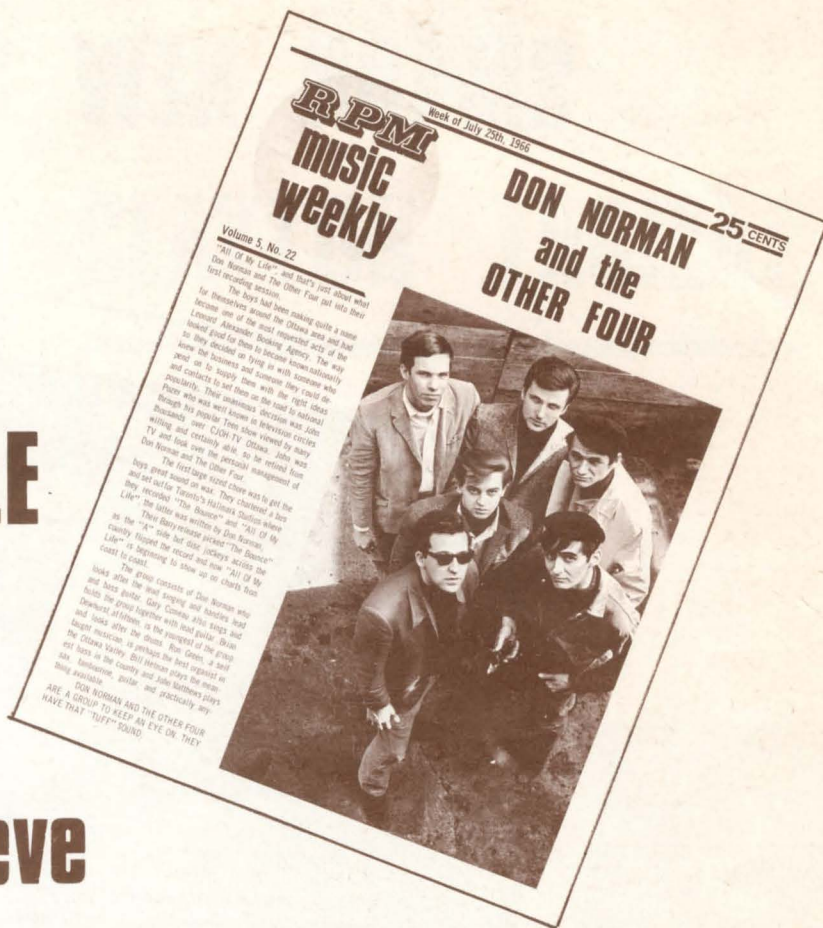 LE
eve
RPM
music
weekly
Week of July 25th, 1966
25 CENTS
Volume 5, No. 22
DON NORMAN
and the
OTHER FOUR
"All Of My Life", and that's just about what
Don Norman and The Other Four put into their
first recording session.
The boys had been making quite a name
for themselves around the Ottawa area and had
become one of the most requested acts of the
Leonard Alexander Booking Agency. The way
looked good for them to become known nationally
so they decided on tying in with someone who
knew the business and someone they could de-
pend on to supply them with the right ideas
and contacts to set them on the road to national
popularity. Their unanimous decision was John
Pozer who was well known in television circles
through his popular Teen show viewed by many
thousands over CJOH-TV Ottawa. John was
willing and certainly able, so he retired from
TV and took over the personal management of
Don Norman and The Other Four.
The first large sized chore was to get the
boys great sound on wax. They chartered a bus
and set out for Toronto's Hallmark Studios where
they recorded "The Bounce" and "All Of My
Life", the latter was written by Don Norman.
Their Barry release picked "The Bounce"
as the "A" side but disc jockeys across the
country flipped the record and now "All Of My
Life" is beginning to show up on charts from
coast to coast.
The group consists of Don Norman who
looks after the lead singing and handles lead
and bass guitar. Gary Comeau also sings and
holds the group together with lead guitar. Brian
Dewhurst, at fifteen, is the youngest of the group
and looks after the drums. Ron Green, a self
taught musician, is perhaps the best organist in
the Ottawa Valley. Bill Helman plays the mean-
est bass in the country and John Matthews plays
sax, tambourine, guitar and practically any-
thing available.
DON NORMAN AND THE OTHER FOUR
ARE A GROUP TO KEEP AN EYE ON. THEY
HAVE THAT "TUFF" SOUND.